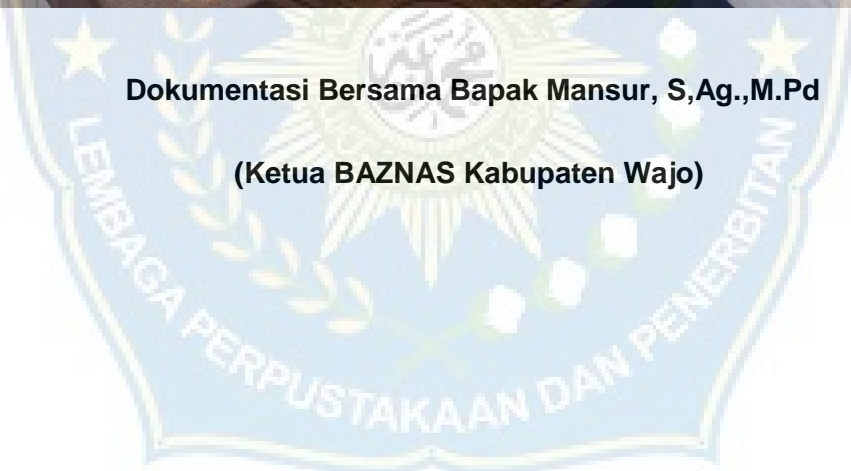 Dokumentasi Bersama Bapak Mansur, S,Ag.,M.Pd
(Ketua BAZNAS Kabupaten Wajo)
LEMBAGA PERPUSTAKAAN DAN PENERBITAN